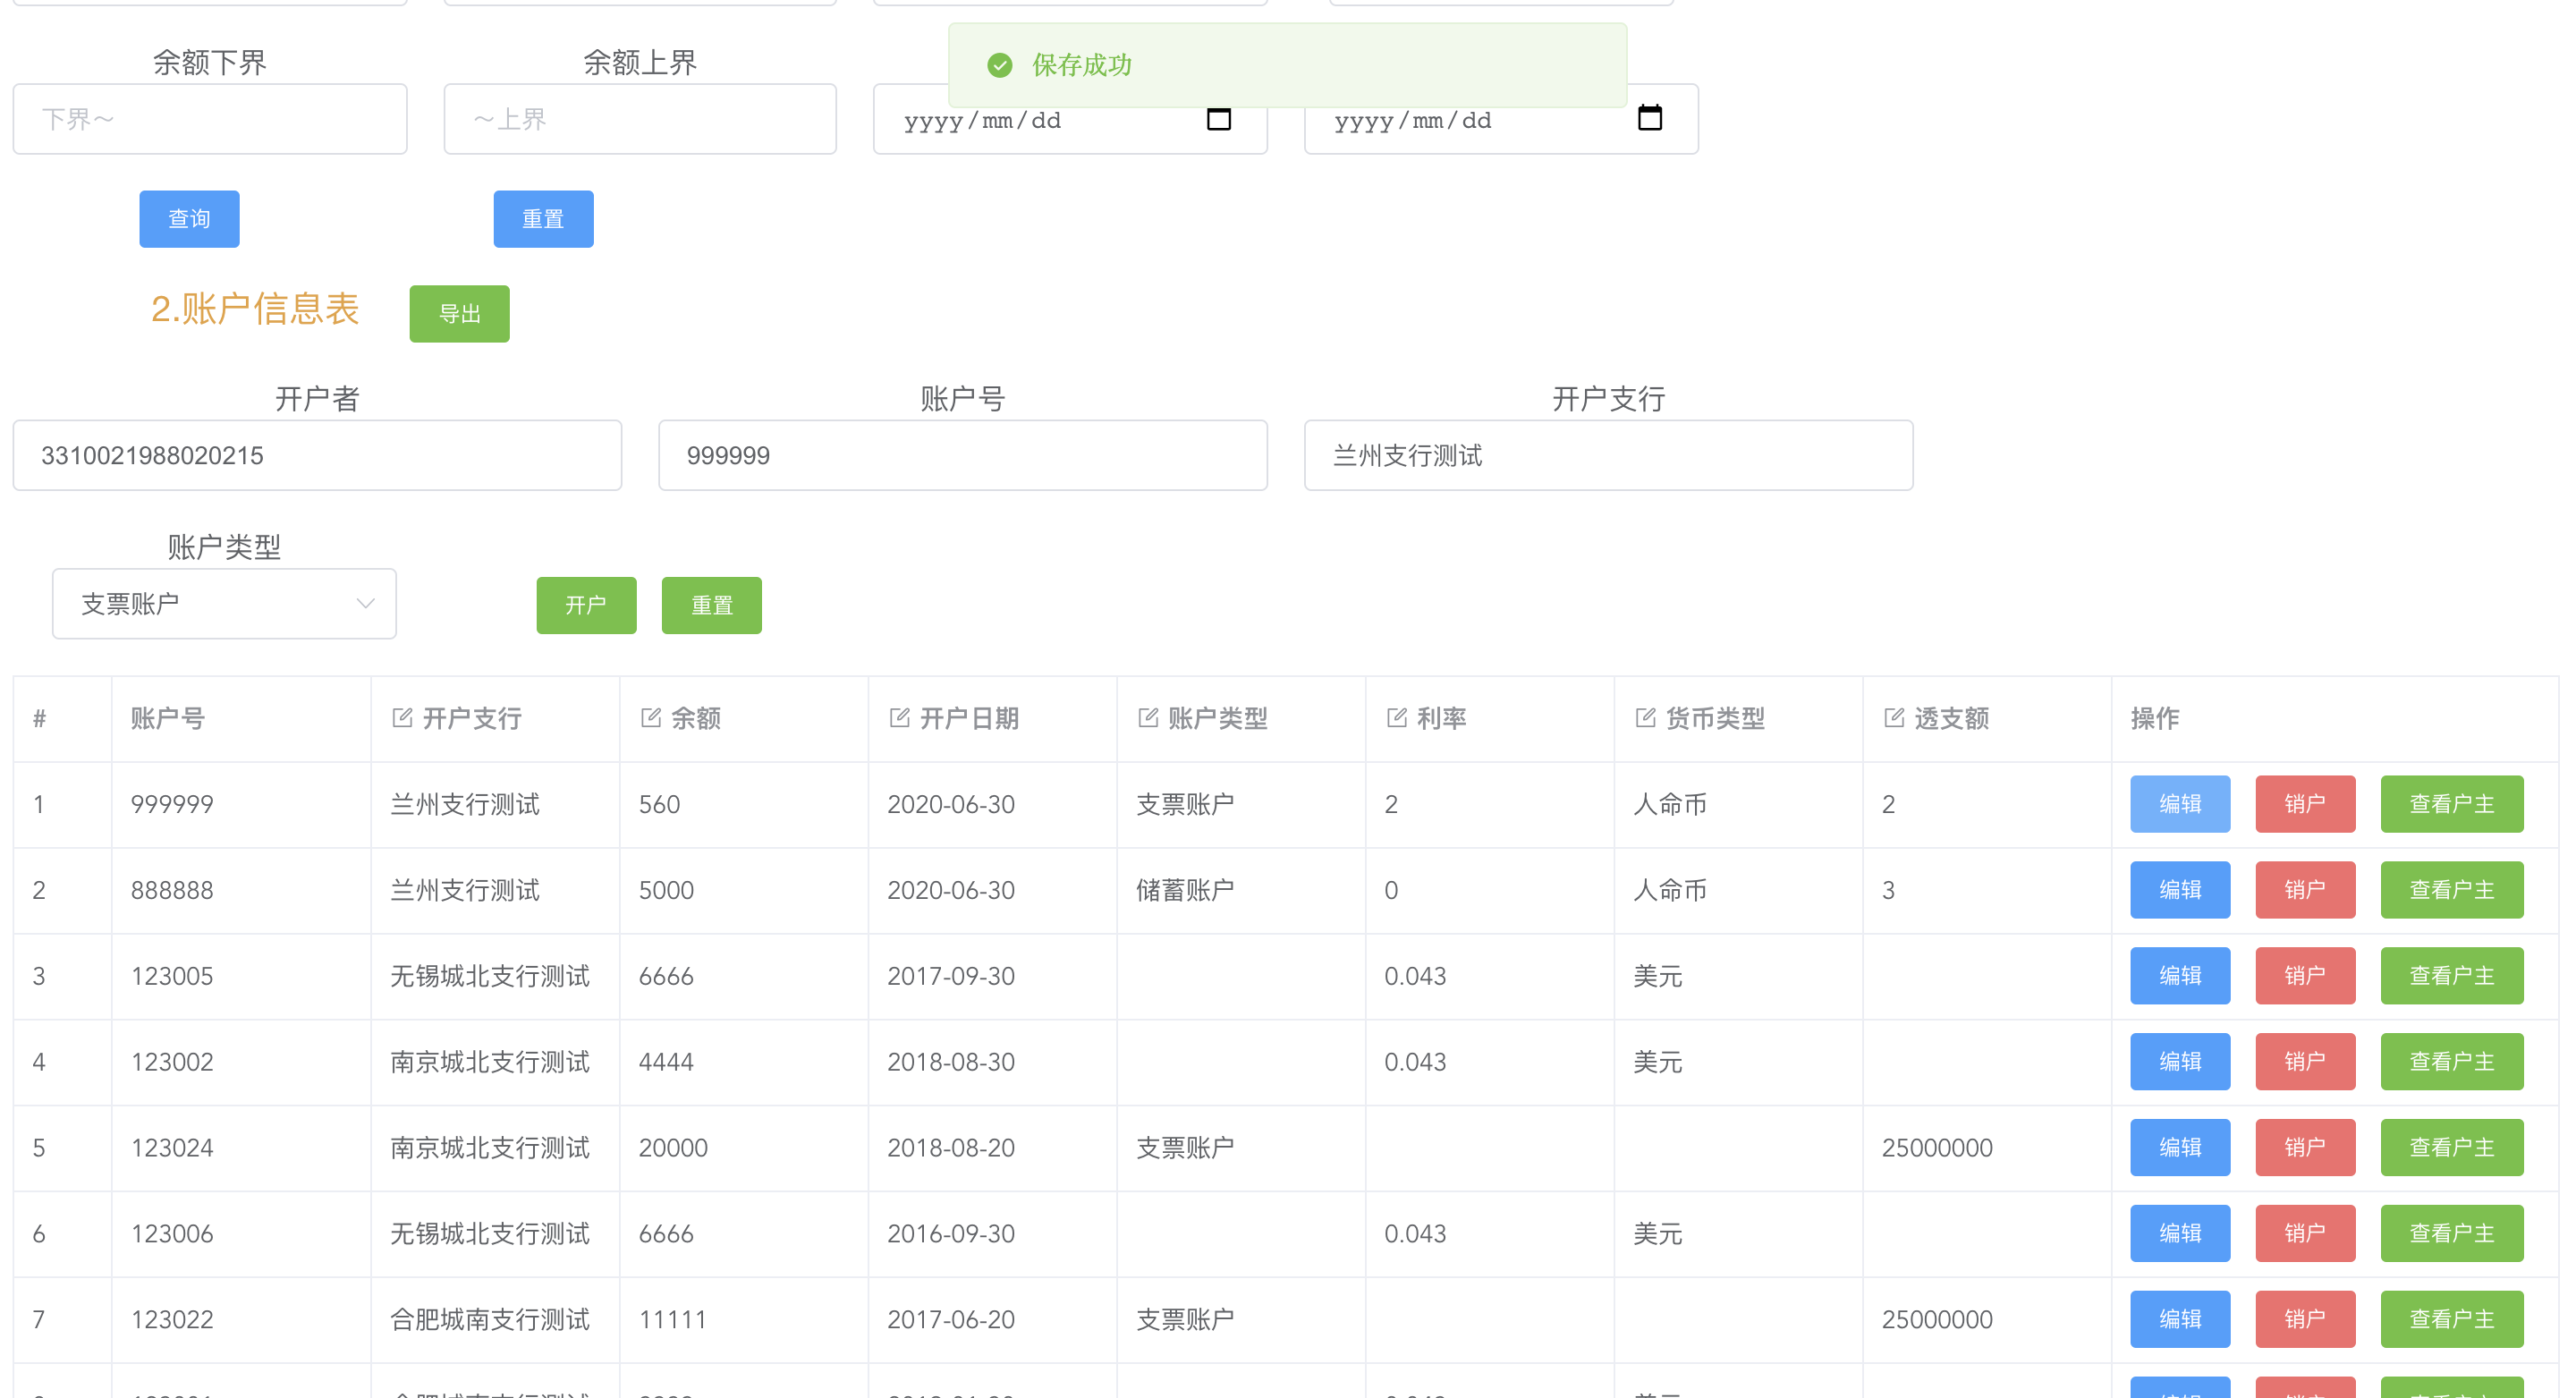 保存成功
余额下界 余额上界
下界～ ～上界 yyyy/mm/dd yyyy/mm/dd
查询 重置
2.账户信息表 导出
开户者 账户号 开户支行
3310021988020215 999999 兰州支行测试
账户类型
支票账户 开户 重置
# 账户号 开户支行 余额 开户日期 账户类型 利率 货币类型 透支额 操作
1 999999 兰州支行测试 560 2020-06-30 支票账户 2 人命币 2 编辑 销户 查看户主
2 888888 兰州支行测试 5000 2020-06-30 储蓄账户 0 人命币 3 编辑 销户 查看户主
3 123005 无锡城北支行测试 6666 2017-09-30 0.043 美元 编辑 销户 查看户主
4 123002 南京城北支行测试 4444 2018-08-30 0.043 美元 编辑 销户 查看户主
5 123024 南京城北支行测试 20000 2018-08-20 支票账户 25000000 编辑 销户 查看户主
6 123006 无锡城北支行测试 6666 2016-09-30 0.043 美元 编辑 销户 查看户主
7 123022 合肥城南支行测试 11111 2017-06-20 支票账户 25000000 编辑 销户 查看户主